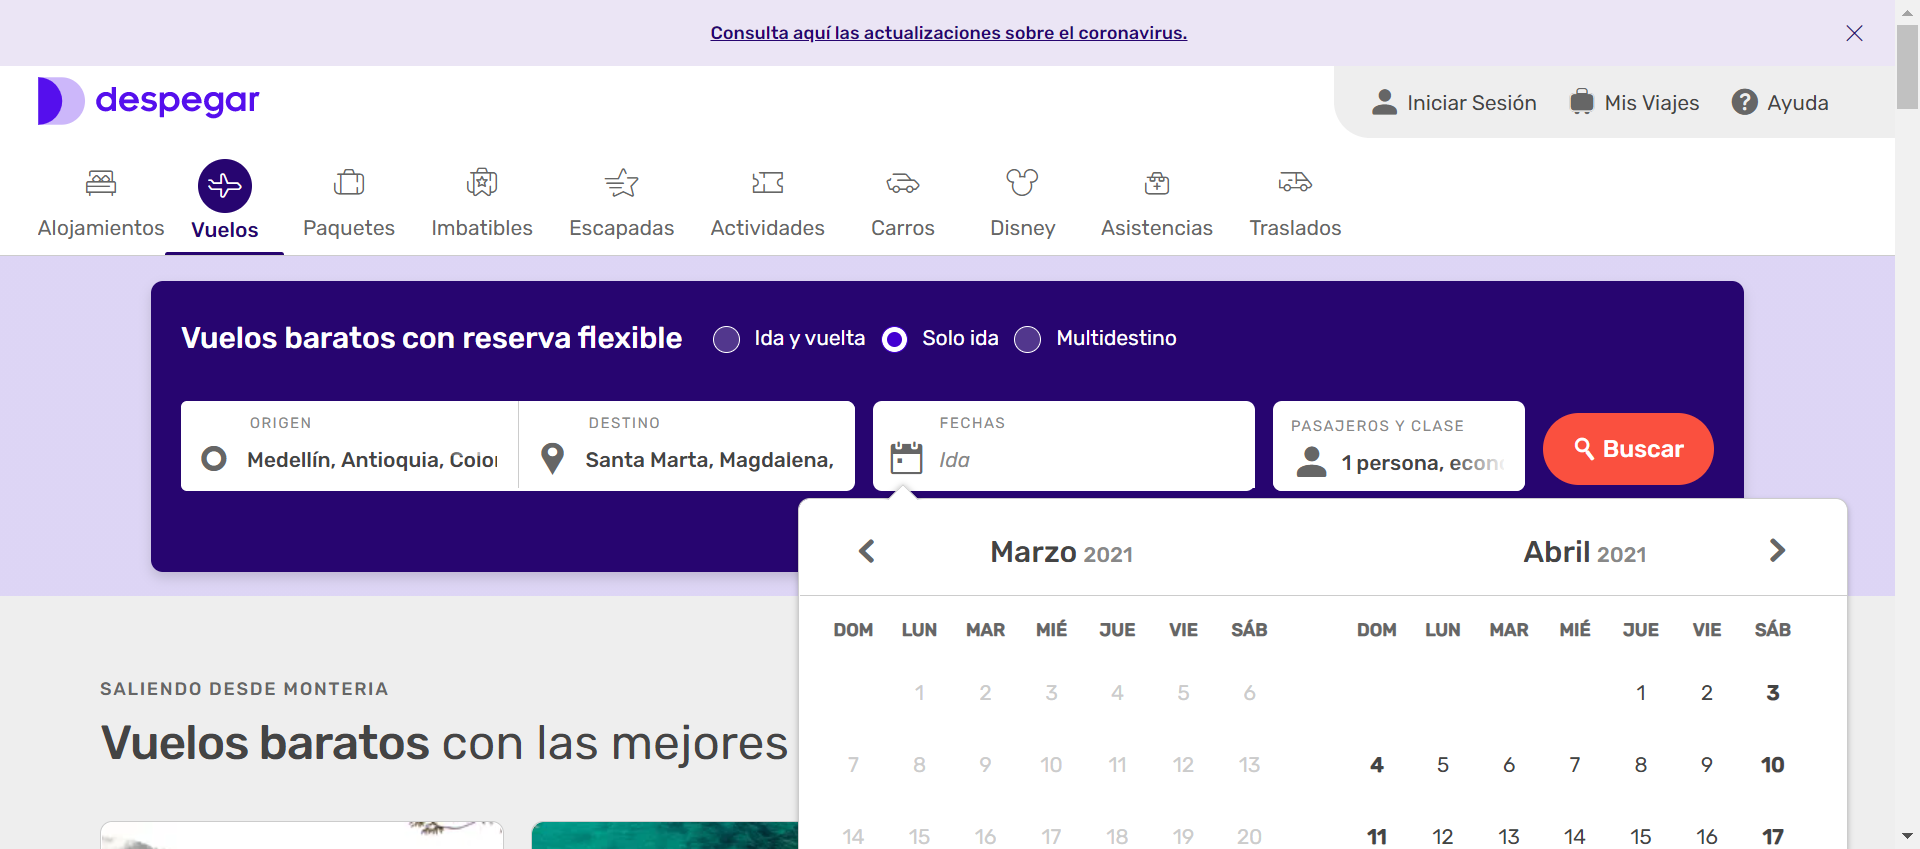 Consulta aquí las actualizaciones sobre el coronavirus.
despegar
Iniciar Sesión Mis Viajes ? Ayuda
Alojamientos Vuelos Paquetes Imbatibles Escapadas Actividades Carros Disney Asistencias Traslados
Vuelos baratos con reserva flexible Ida y vuelta Solo ida Multidestino
ORIGEN DESTINO FECHAS PASAJEROS Y CLASE
Medellín, Antioquia, Santa Marta, Magdalena, Ida 1 persona, Buscar
Marzo 2021 Abril 2021
DOM LUN MAR MIÉ JUE VIE SÁB DOM LUN MAR MIÉ JUE VIE SÁB
1 2 3 4 5 6 1 2 3
7 8 9 10 11 12 13 4 5 6 7 8 9 10
14 15 16 17 18 19 20 11 12 13 14 15 16 17
SALIENDO DESDE MONTERIA
Vuelos baratos con las mejores